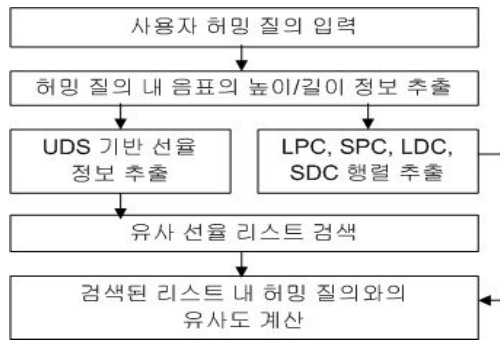 사용자 허밍 질의 입력
허밍 질의 내 음표의 높이/길이 정보 추출
UDS 기반 선율
정보 추출
LPC, SPC, LDC,
SDC 행렬 추출
유사 선율 리스트 검색
검색된 리스트 내 허밍 질의와의
유사도 계산